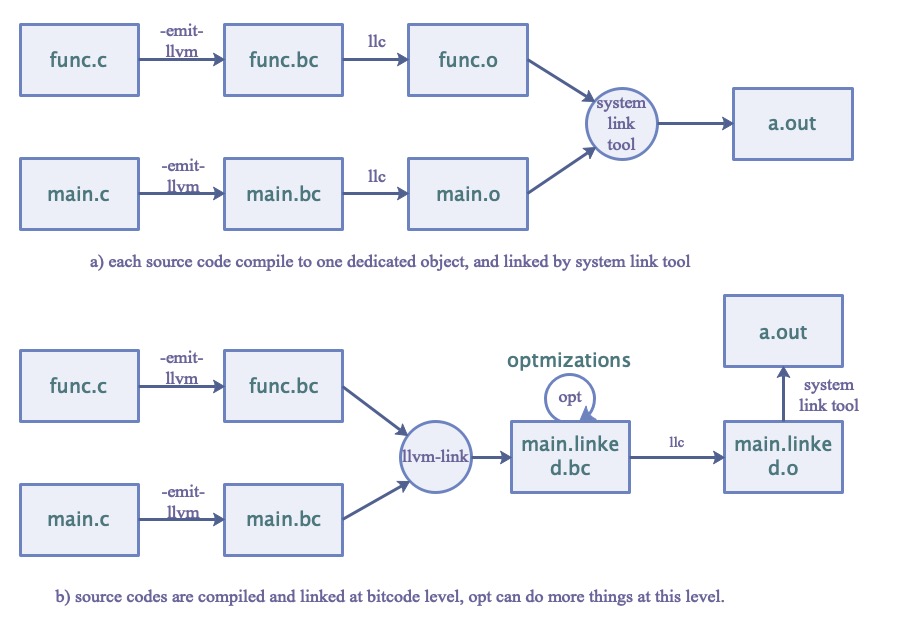 -emit-
llvm
llc
func.c
func.bc
func.o
system
link
tool
a.out
-emit-
llvm
llc
main.c
main.bc
main.o
a) each source code compile to one dedicated object, and linked by system link tool
a.out
-emit-
llvm
func.c
func.bc
optmizations
opt
system
link tool
llvm-link
main.linke
d.bc
llc
main.linke
d.o
-emit-
llvm
main.c
main.bc
b) source codes are compiled and linked at bitcode level, opt can do more things at this level.